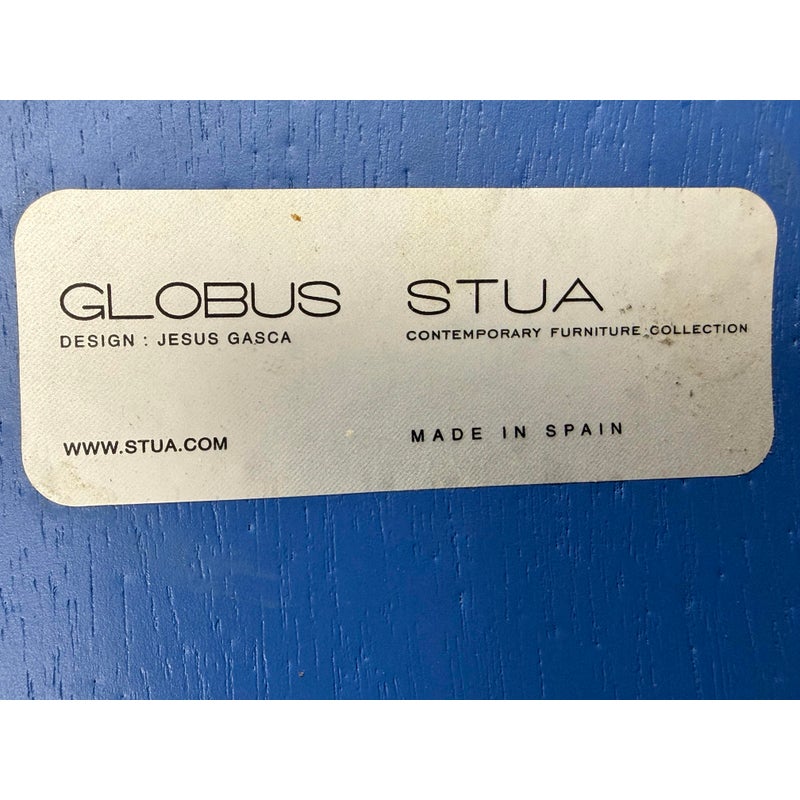 GLOBUS
DESIGN : JESUS GASCA
WWW.STUA.COM
STUA
CONTEMPORARY FURNITURE COLLECTION
MADE IN SPAIN